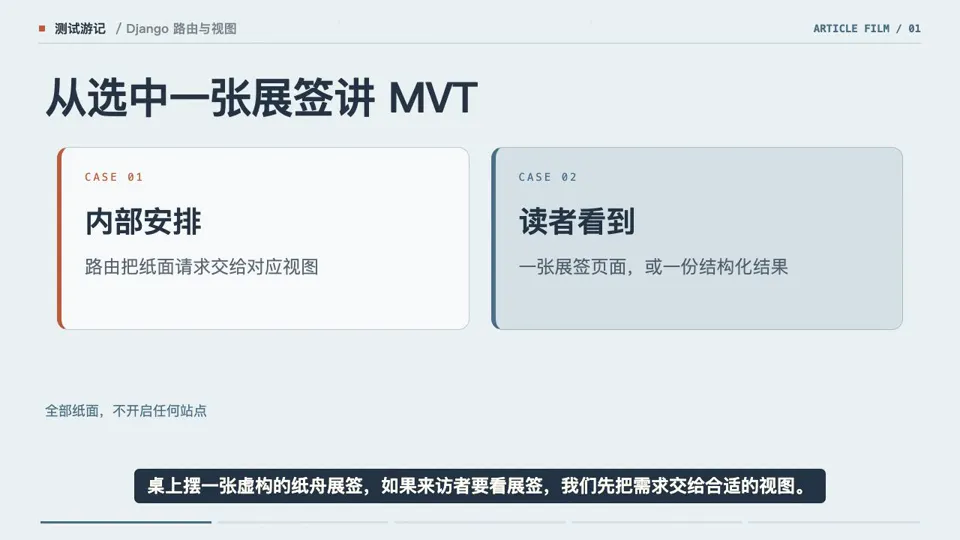 测试游记 / Django 路由与视图
ARTICLE FILM / 01
从选中一张展签讲 MVT
CASE 01
内部安排
路由把纸面请求交给对应视图
CASE 02
读者看到
一张展签页面，或一份结构化结果
全部纸面，不开启任何站点
桌上摆一张虚构的纸舟展签，如果来访者要看展签，我们先把需求交给合适的视图。